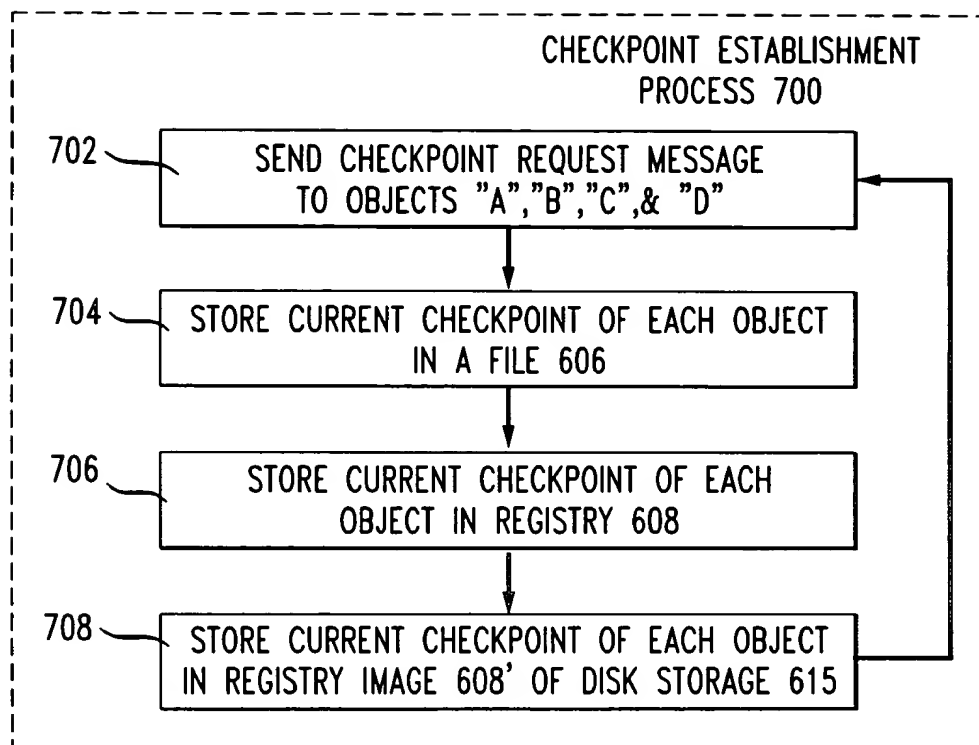 CHECKPOINT ESTABLISHMENT
PROCESS 700
702
SEND CHECKPOINT REQUEST MESSAGE
TO OBJECTS "A","B","C",& "D"
704
STORE CURRENT CHECKPOINT OF EACH OBJECT
IN A FILE 606
706
STORE CURRENT CHECKPOINT OF EACH
OBJECT IN REGISTRY 608
708
STORE CURRENT CHECKPOINT OF EACH OBJECT
IN REGISTRY IMAGE 608' OF DISK STORAGE 615